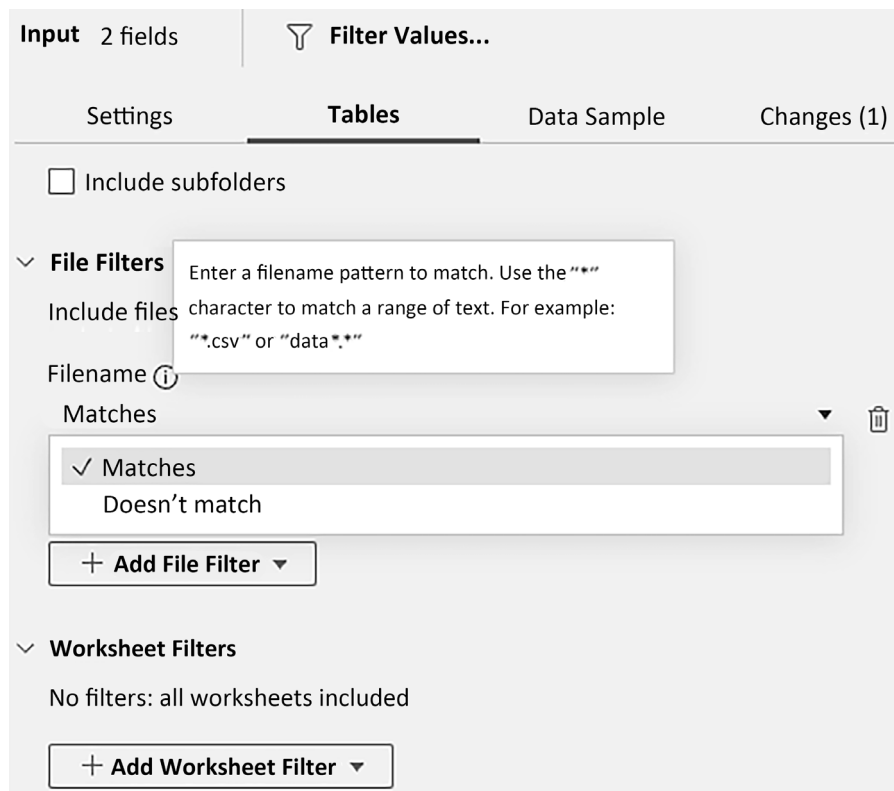 Input 2 fields Filter Values...
Settings Tables Data Sample Changes (1)
Include subfolders
File Filters
Include files
Enter a filename pattern to match. Use the "*"
character to match a range of text. For example:
"*.csv" or "data*.*"
Filename
Matches
Matches
Doesn’t match
Add File Filter
Worksheet Filters
No filters: all worksheets included
Add Worksheet Filter